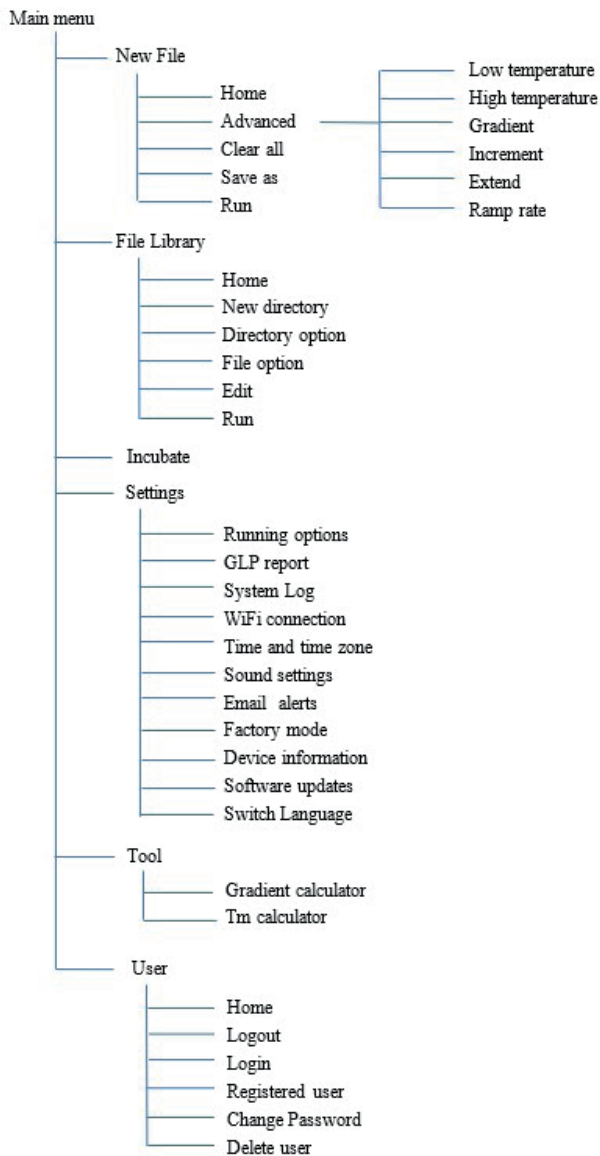 Main menu
New File
Home
Advanced
Clear all
Save as
Run
Low temperature
High temperature
Gradient
Increment
Extend
Ramp rate
File Library
Home
New directory
Directory option
File option
Edit
Run
Incubate
Settings
Running options
GLP report
System Log
WiFi connection
Time and time zone
Sound settings
Email alerts
Factory mode
Device information
Software updates
Switch Language
Tool
Gradient calculator
Tm calculator
User
Home
Logout
Login
Registered user
Change Password
Delete user